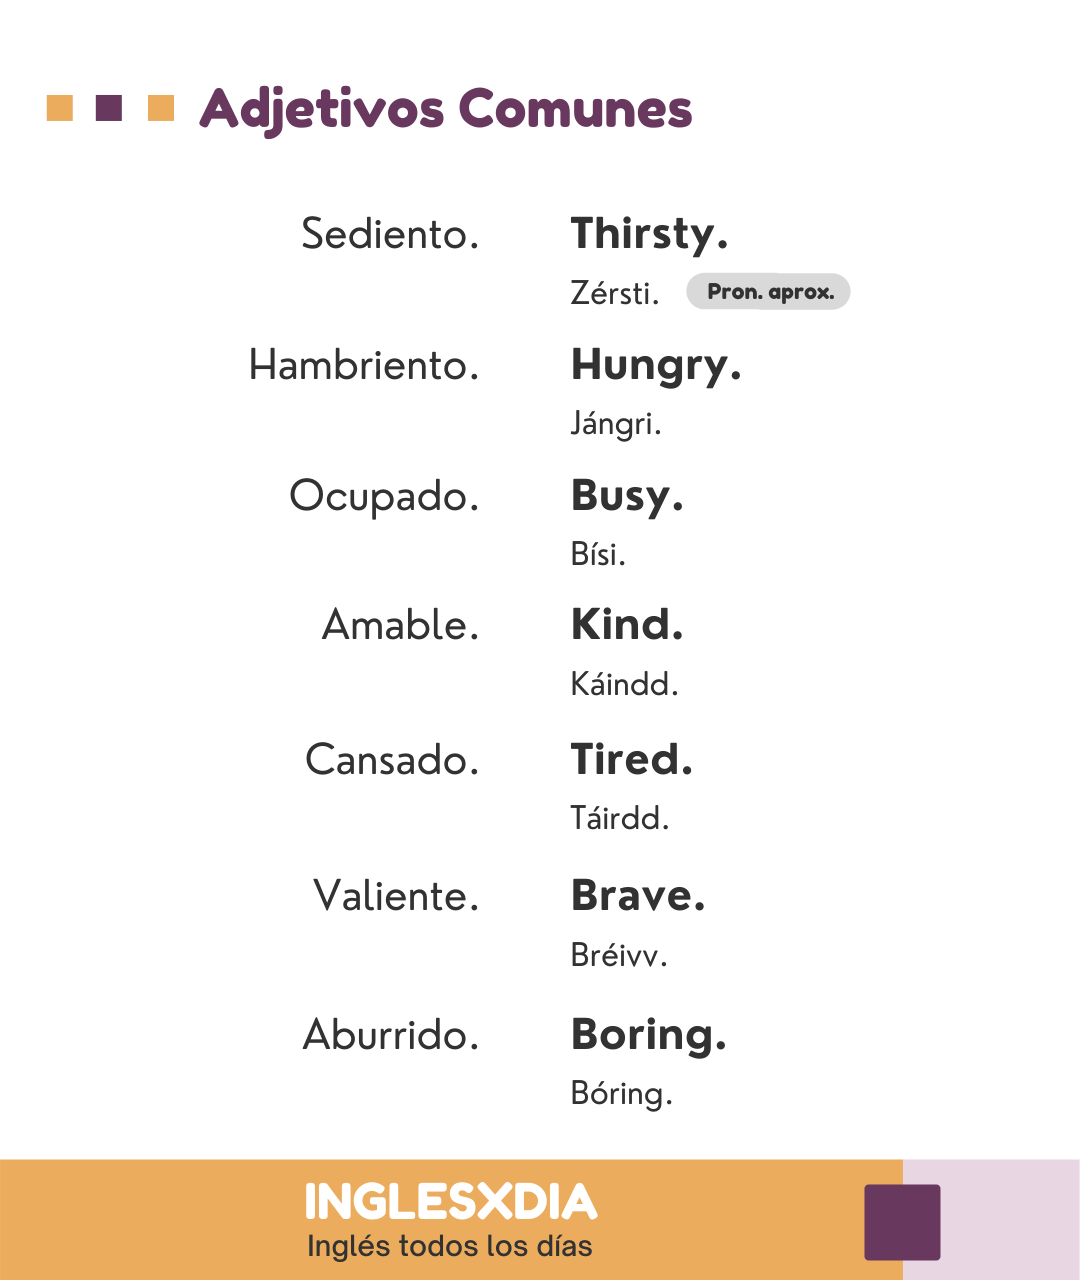 Adjetivos Comunes
Sediento. Thirsty.
Zérsti. Pron. aprox.
Hambriento. Hungry.
Jángri.
Ocupado. Busy.
Bísi.
Amable. Kind.
Káindd.
Cansado. Tired.
Táirdd.
Valiente. Brave.
Bréivv.
Aburrido. Boring.
Bóring.
INGLESXDIA
Inglés todos los días